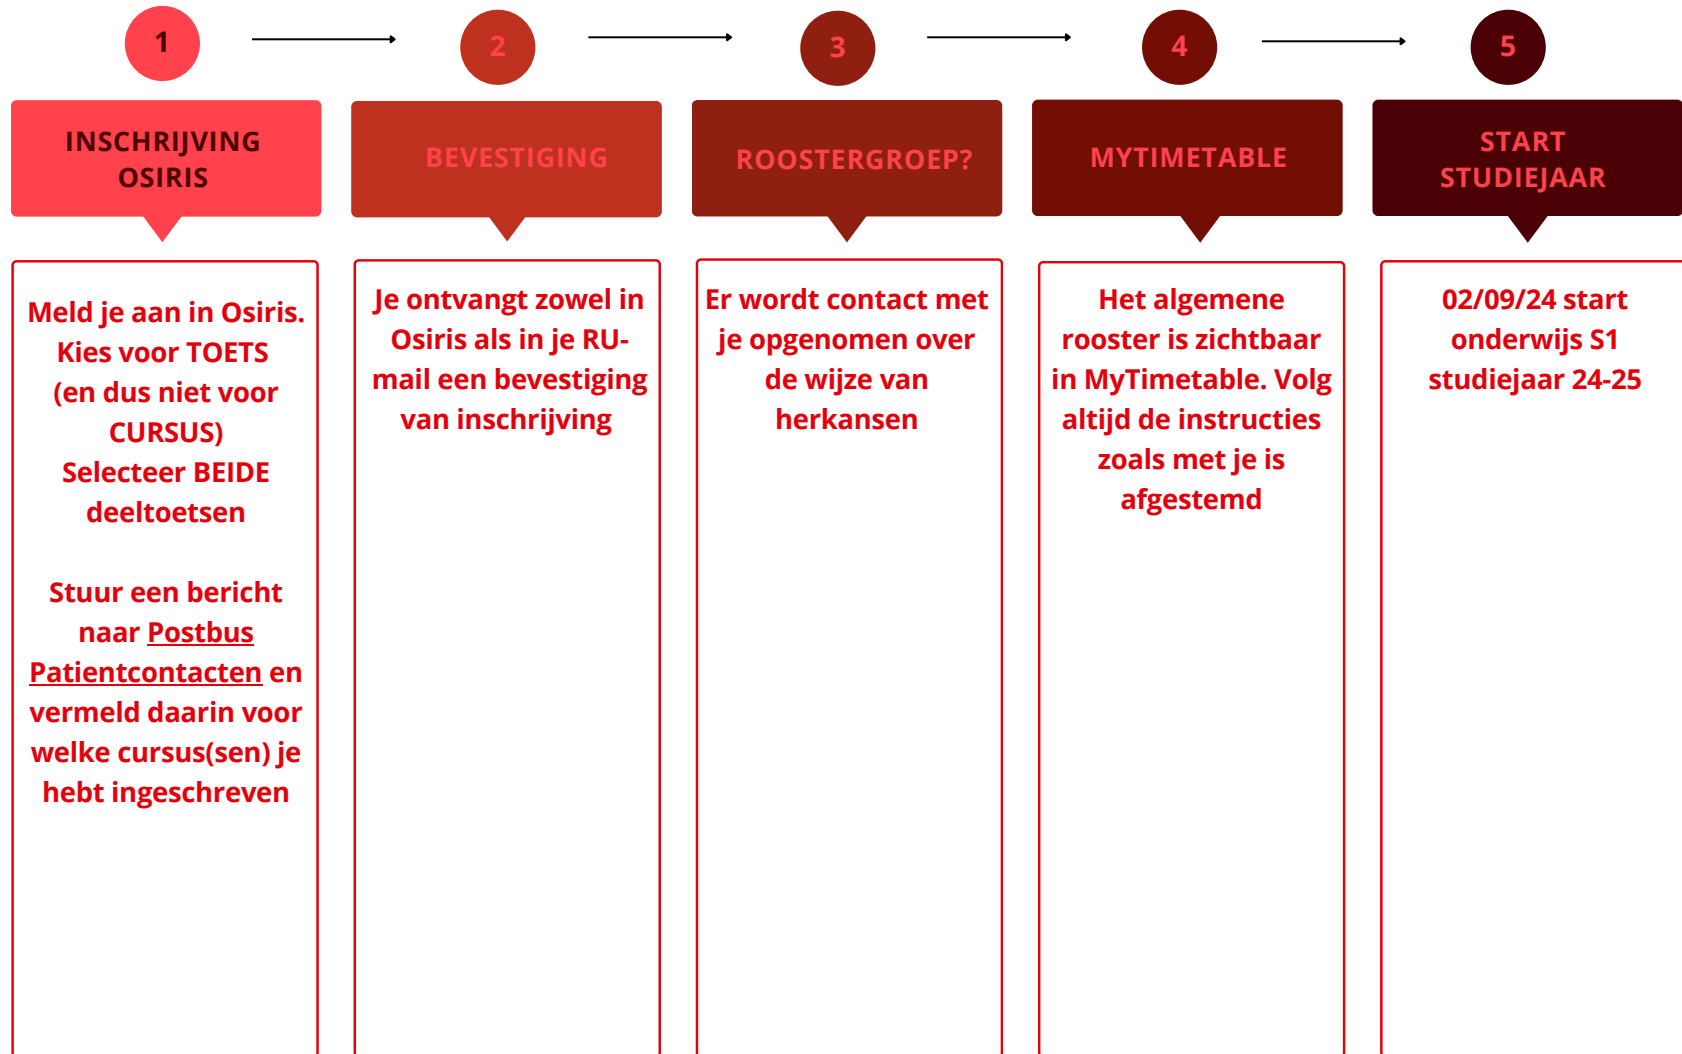 1
INSCHRIJVING
OSIRIS
Meld je aan in Osiris.
Kies voor TOETS
(en dus niet voor
CURSUS)
Selecteer BEIDE
deeltoetsen
Stuur een bericht
naar Postbus
Patientcontacten en
vermeld daarin voor
welke cursus(sen) je
hebt ingeschreven
2
BEVESTIGING
Je ontvangt zowel in
Osiris als in je RU-
mail een bevestiging
van inschrijving
3
ROOSTERGROEP?
Er wordt contact met
je opgenomen over
de wijze van
herkansen
4
MYTIMETABLE
Het algemene
rooster is zichtbaar
in MyTimetable. Volg
altijd de instructies
zoals met je is
afgestemd
5
START
STUDIEJAAR
02/09/24 start
onderwijs S1
studiejaar 24-25